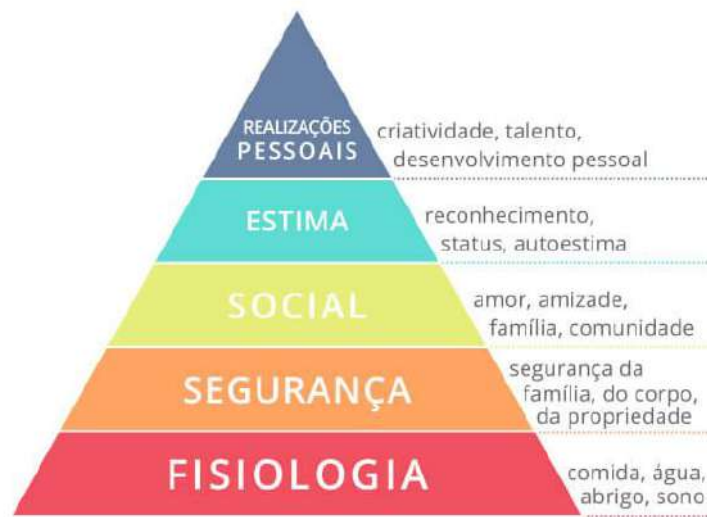 REALIZAÇÕES
PESSOAIS
criatividade, talento,
desenvolvimento pessoal
ESTIMA
reconhecimento,
status, autoestima
SOCIAL
amor, amizade,
família, comunidade
SEGURANÇA
segurança da
família, do corpo,
da propriedade
FISIOLOGIA
comida, água,
abrigo, sono